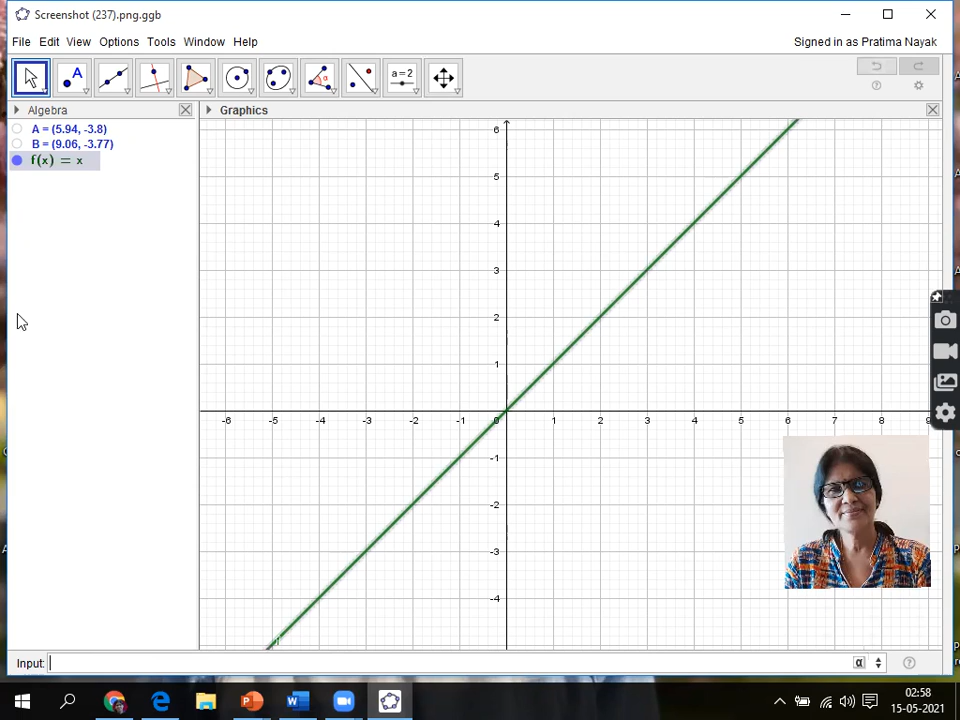 Screenshot (237).png.ggb
File Edit View Options Tools Window Help
Signed in as Pratima Nayak
A
a=2
α
Algebra
Graphics
A = (5.94, -3.8)
B = (9.06, -3.77)
f(x) = x
6
5
4
3
2
1
-6 -5 -4 -3 -2 -1 0 1 2 3 4 5 6 7 8 9
-1
-2
-3
-4
Input:
α
02:58
15-05-2021